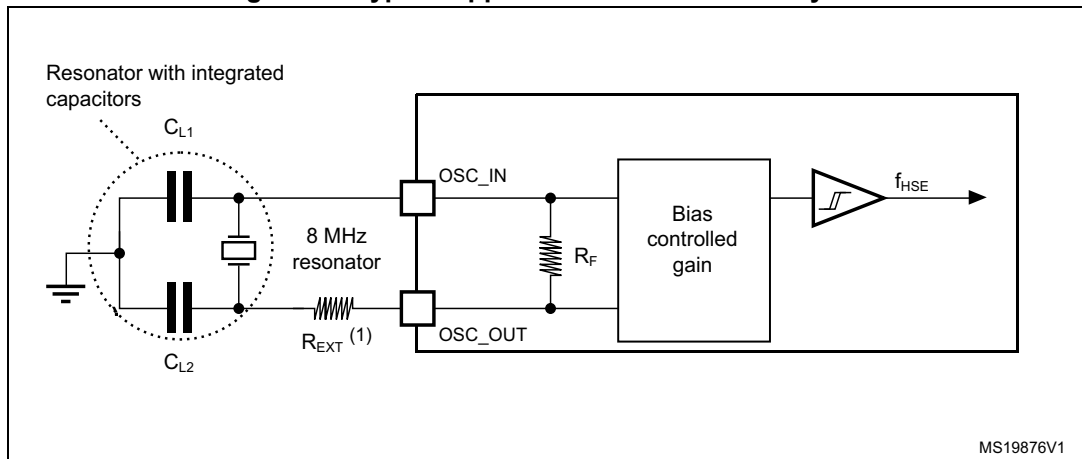 Resonator with integrated
capacitors
CL1
OSC_IN
fHSE
8 MHz
resonator
RF
Bias
controlled
gain
REXT (1)
OSC_OUT
CL2
MS19876V1